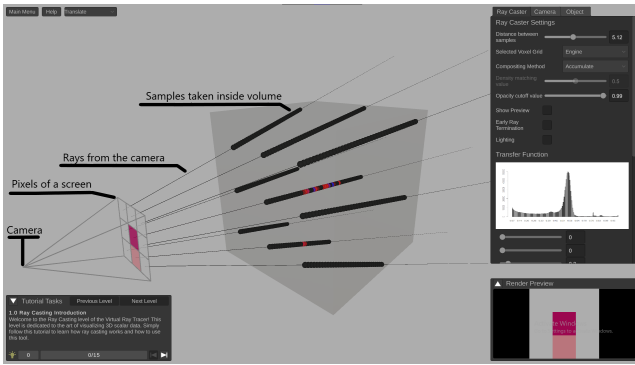 Main Menu
Help
Translate
Samples taken inside volume
Rays from the camera
Pixels of a screen
Camera
Tutorial Tasks
Previous Level
Next Level
1.0 Ray Casting Introduction
Welcome to the Ray Casting level of the Virtual Ray Tracer! This
level is dedicated to the art of visualizing 3D scalar data. Simply
follow this tutorial to learn how ray casting works and how to use
this tool.
0
0/15
Ray Caster
Camera
Object
Ray Caster Settings
Distance between
samples
5.12
Selected Voxel Grid
Engine
Compositing Method
Accumulate
Density matching
value
0.5
Opacity cutoff value
0.99
Show Preview
Early Ray
Termination
Lighting
Transfer Function
0
0
Render Preview